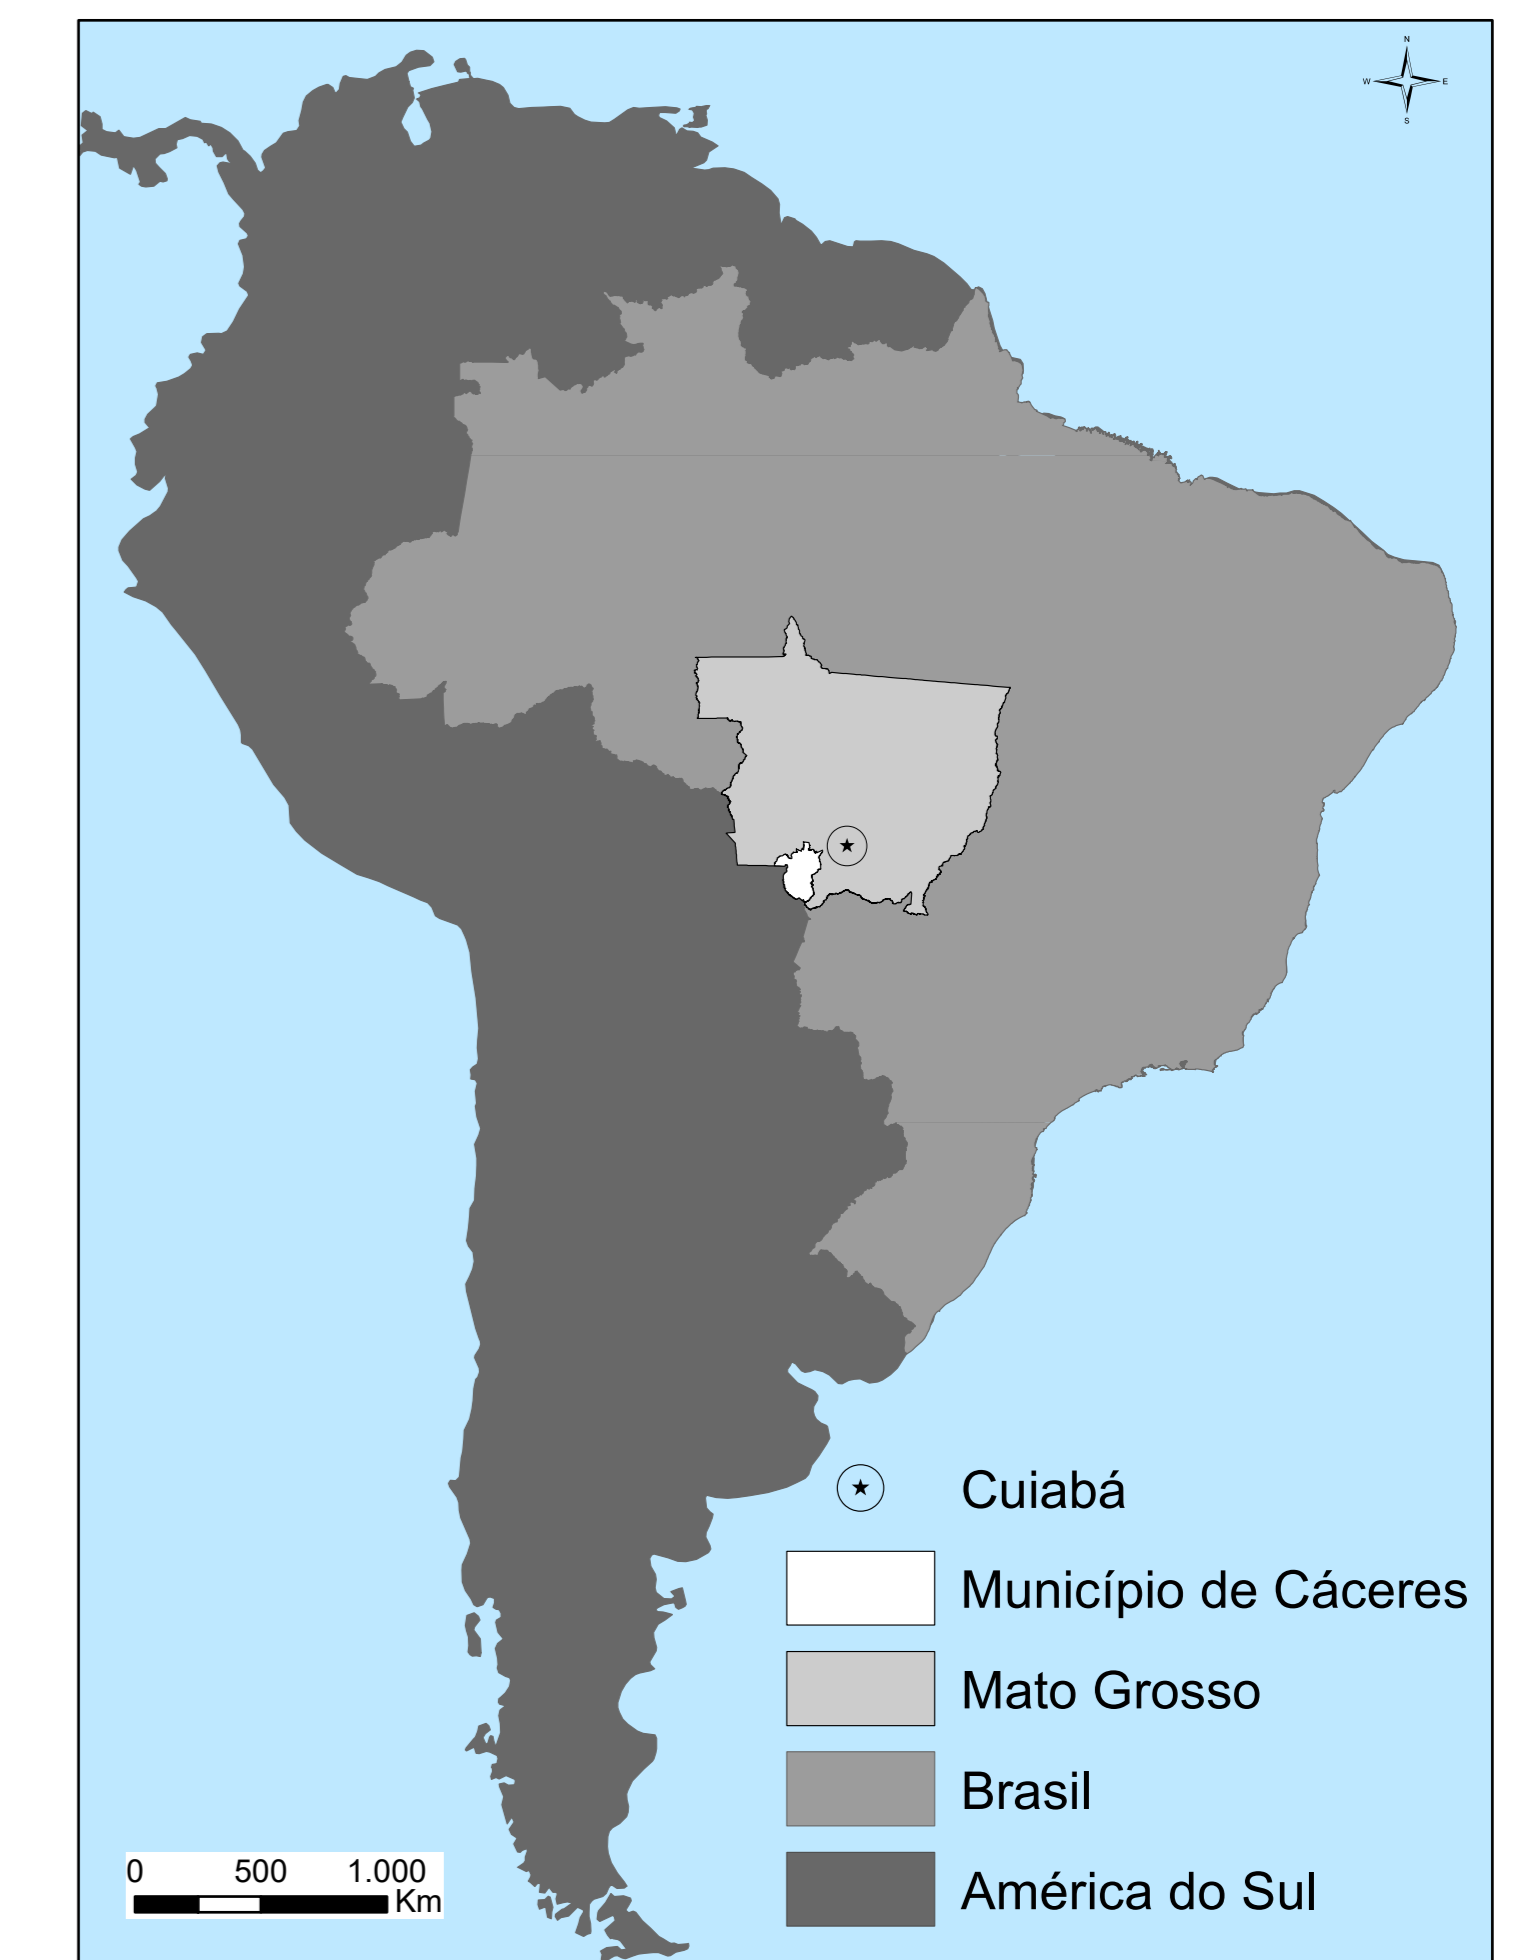 N
W E
S
Cuiabá
Município de Cáceres
Mato Grosso
Brasil
América do Sul
0 500 1.000
Km